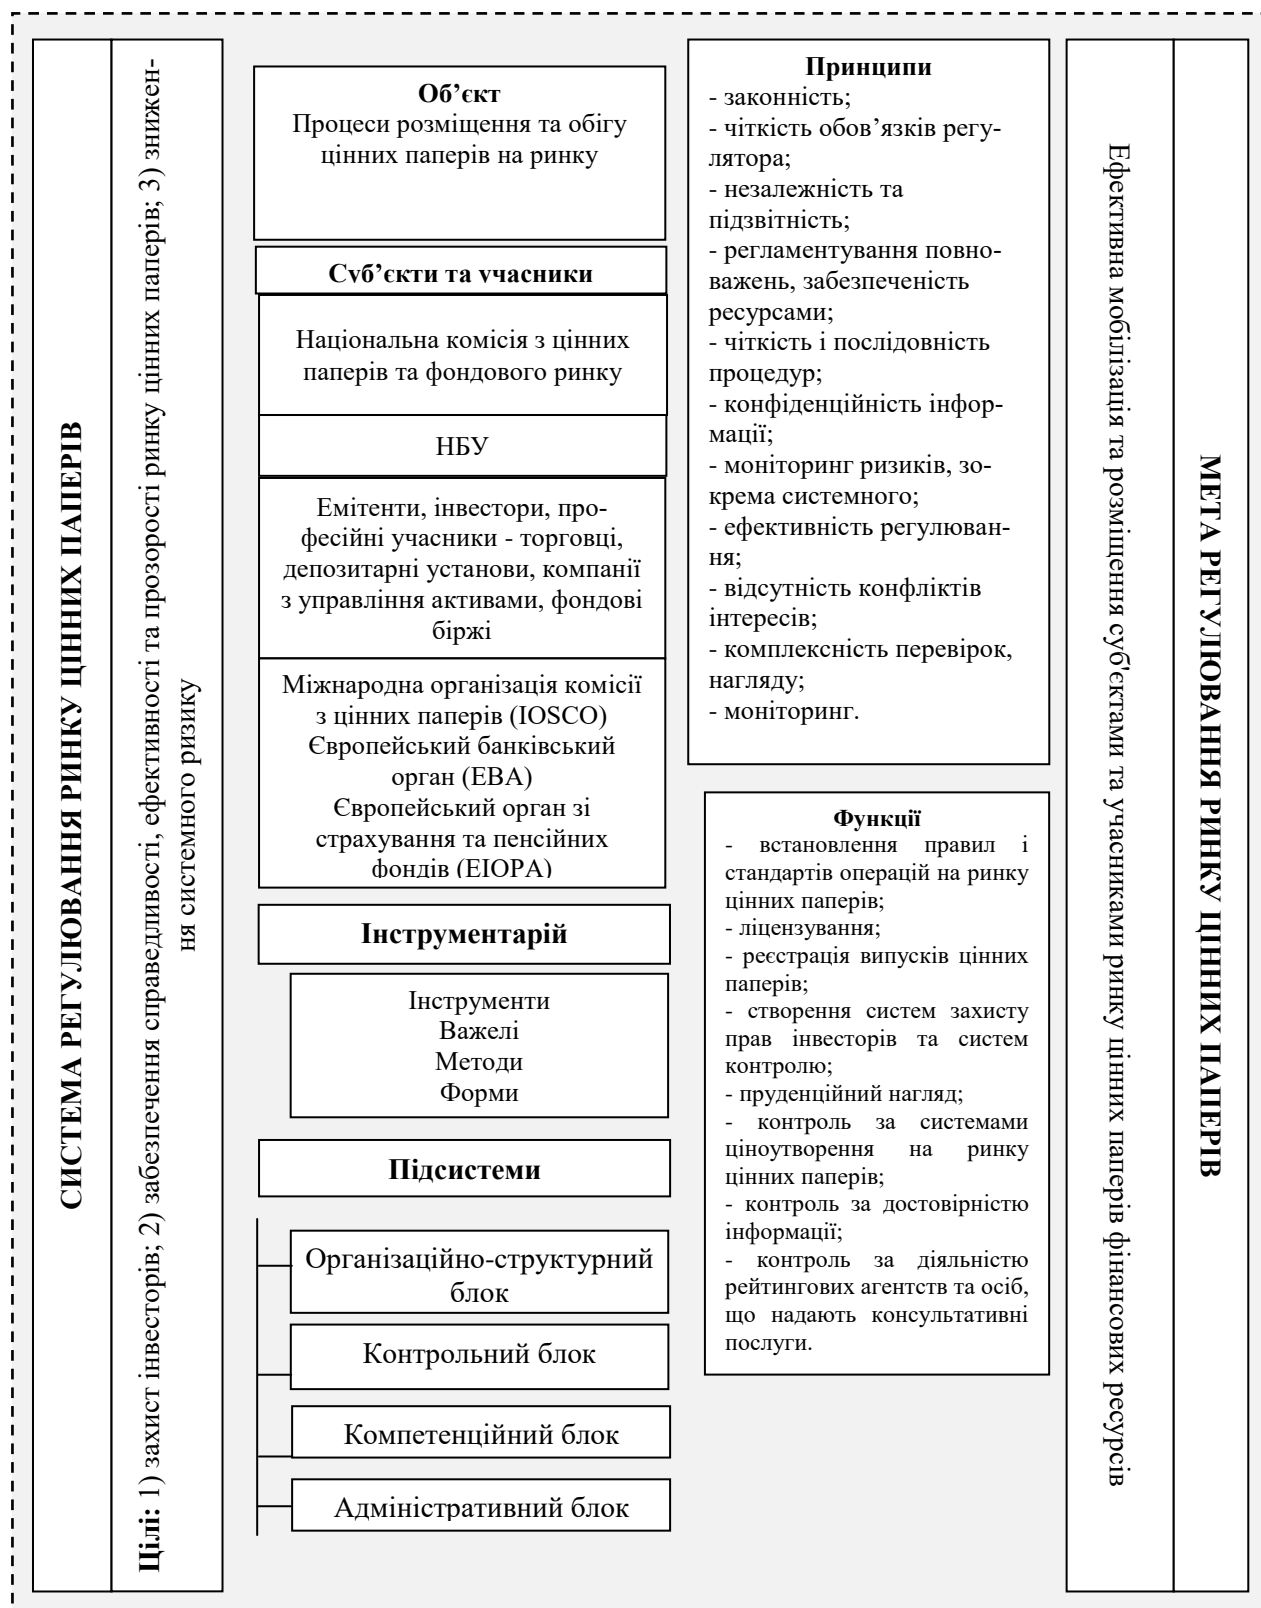 СИСТЕМА РЕГУЛЮВАННЯ РИНКУ ЦІННИХ ПАПЕРІВ
Цілі: 1) захист інвесторів; 2) забезпечення справедливості, ефективності та прозорості ринку цінних паперів; 3) знижен-
ня системного ризику
Об’єкт
Процеси розміщення та обігу
цінних паперів на ринку
Суб’єкти та учасники
Національна комісія з цінних
паперів та фондового ринку
НБУ
Емітенти, інвестори, про-
фесійні учасники - торговці,
депозитарні установи, компанії
з управління активами, фондові
біржі
Міжнародна організація комісії
з цінних паперів (IOSCO)
Європейський банківський
орган (EBA)
Європейський орган зі
страхування та пенсійних
фондів (EIOPA)
Інструментарій
Інструменти
Важелі
Методи
Форми
Підсистеми
Організаційно-структурний
блок
Контрольний блок
Компетенційний блок
Адміністративний блок
Принципи
- законність;
- чіткість обов’язків регу-
лятора;
- незалежність та
підзвітність;
- регламентування повно-
важень, забезпеченість
ресурсами;
- чіткість і послідовність
процедур;
- конфіденційність інфор-
мації;
- моніторинг ризиків, зо-
крема системного;
- ефективність регулюван-
ня;
- відсутність конфліктів
інтересів;
- комплексність перевірок,
нагляду;
- моніторинг.
Функції
- встановлення правил і
стандартів операцій на ринку
цінних паперів;
- ліцензування;
- реєстрація випусків цінних
паперів;
- створення систем захисту
прав інвесторів та систем
контролю;
- пруденційний нагляд;
- контроль за системами
ціноутворення на ринку
цінних паперів;
- контроль за достовірністю
інформації;
- контроль за діяльністю
рейтингових агентств та осіб,
що надають консультативні
послуги.
Ефективна мобілізація та розміщення суб'єктами та учасниками ринку цінних паперів фінансових ресурсів
МЕТА РЕГУЛЮВАННЯ РИНКУ ЦІННИХ ПАПЕРІВ